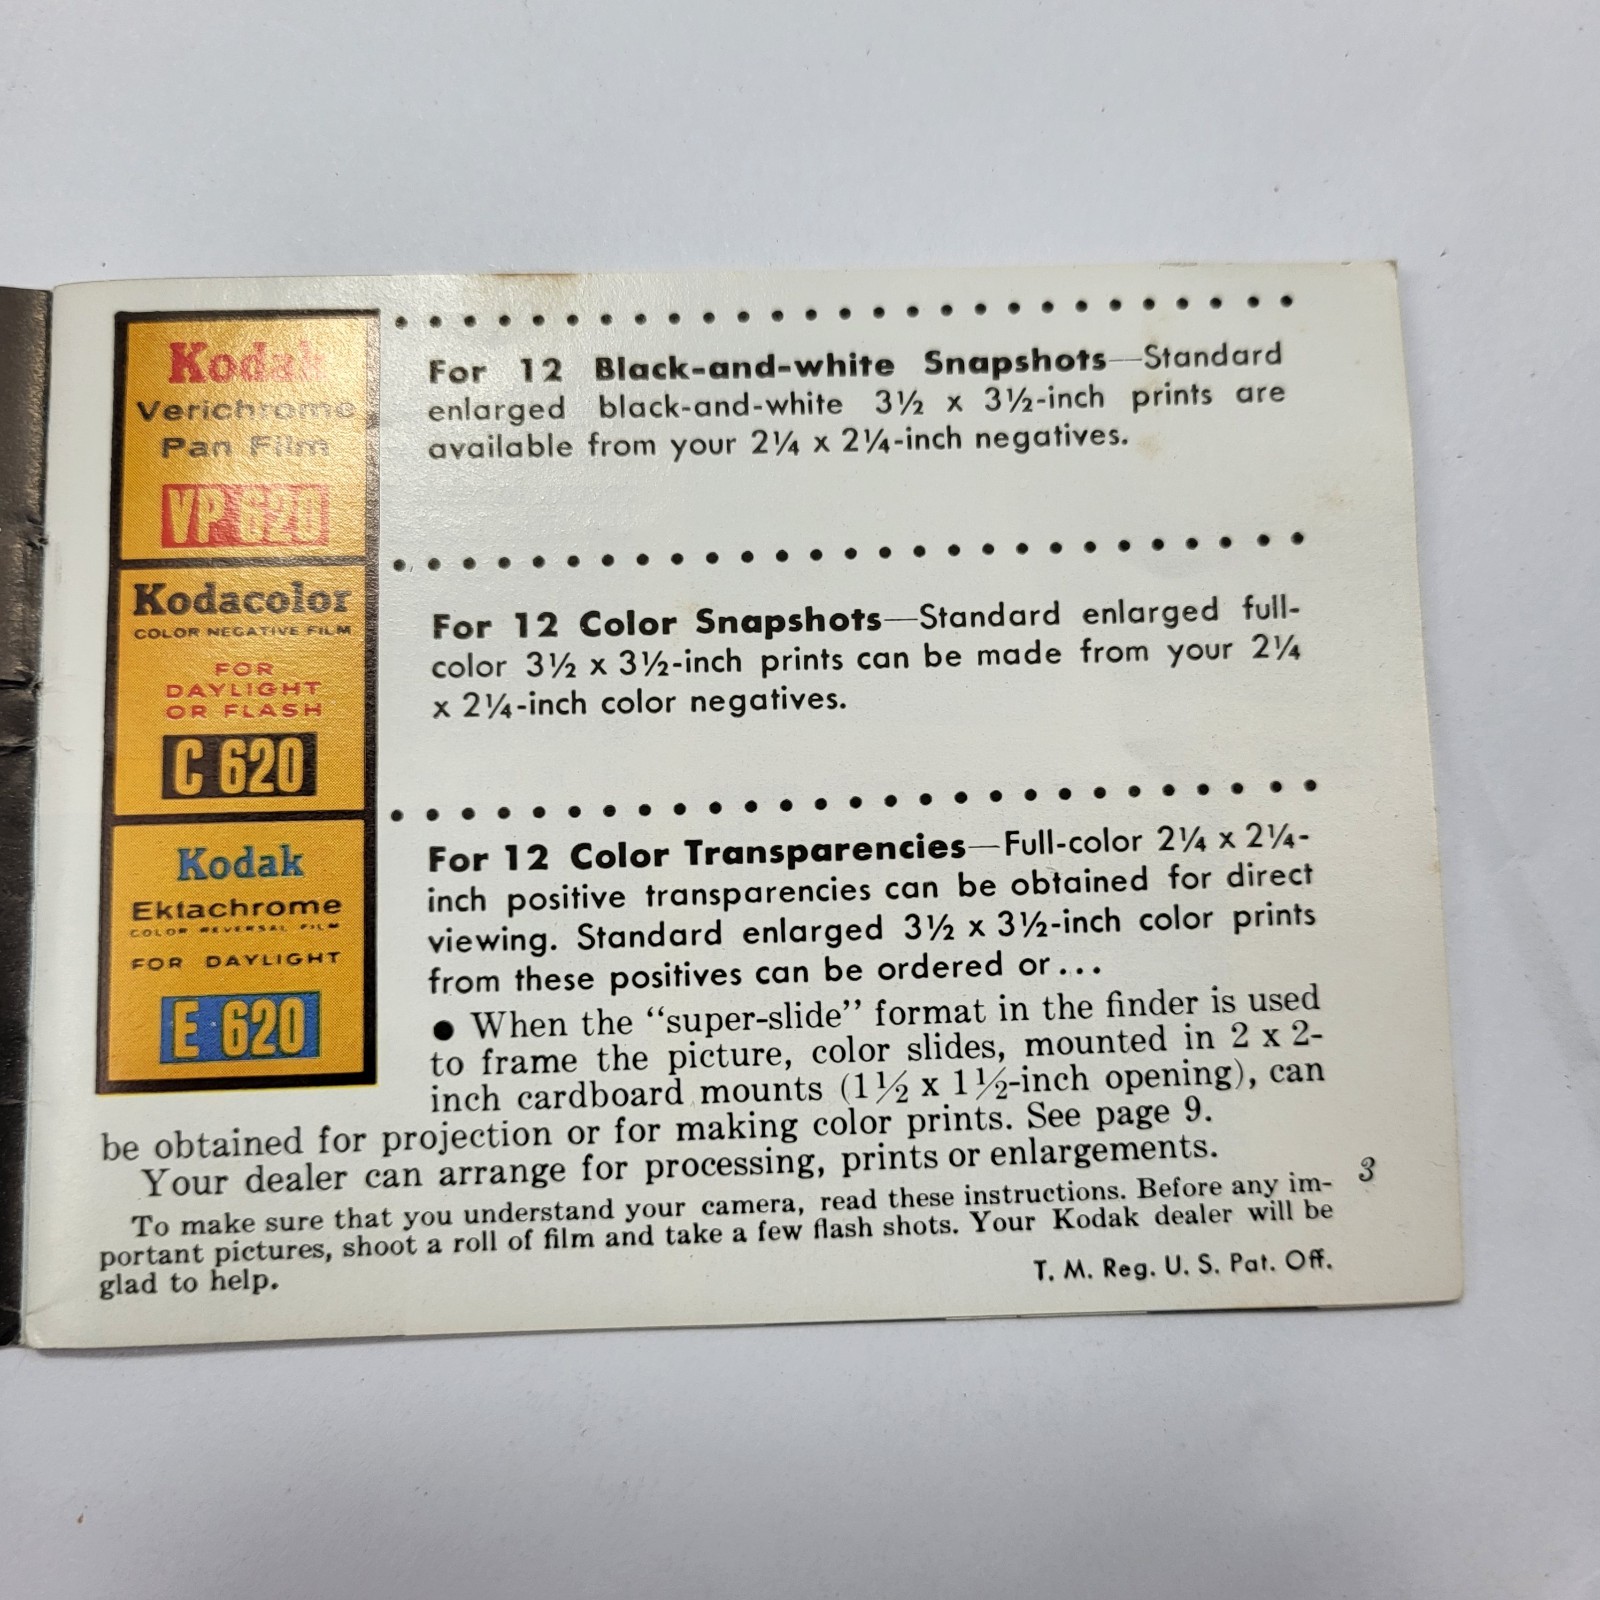 Kodak
Verichrome
Pan Film
VP 620
For 12 Black-and-white Snapshots—Standard
enlarged black-and-white 3½ x 3½-inch prints are
available from your 2¼ x 2¼-inch negatives.
Kodacolor
COLOR NEGATIVE FILM
FOR
DAYLIGHT
OR FLASH
C 620
For 12 Color Snapshots—Standard enlarged full-
color 3½ x 3½-inch prints can be made from your 2¼
x 2¼-inch color negatives.
Kodak
Ektachrome
COLOR REVERSAL FILM
FOR DAYLIGHT
E 620
For 12 Color Transparencies—Full-color 2¼ x 2¼-
inch positive transparencies can be obtained for direct
viewing. Standard enlarged 3½ x 3½-inch color prints
from these positives can be ordered or...
● When the “super-slide” format in the finder is used
to frame the picture, color slides, mounted in 2 x 2-
inch cardboard mounts (1½ x 1½-inch opening), can
be obtained for projection or for making color prints. See page 9.
Your dealer can arrange for processing, prints or enlargements.
To make sure that you understand your camera, read these instructions. Before any im-
portant pictures, shoot a roll of film and take a few flash shots. Your Kodak dealer will be
glad to help.
T. M. Reg. U. S. Pat. Off.
3